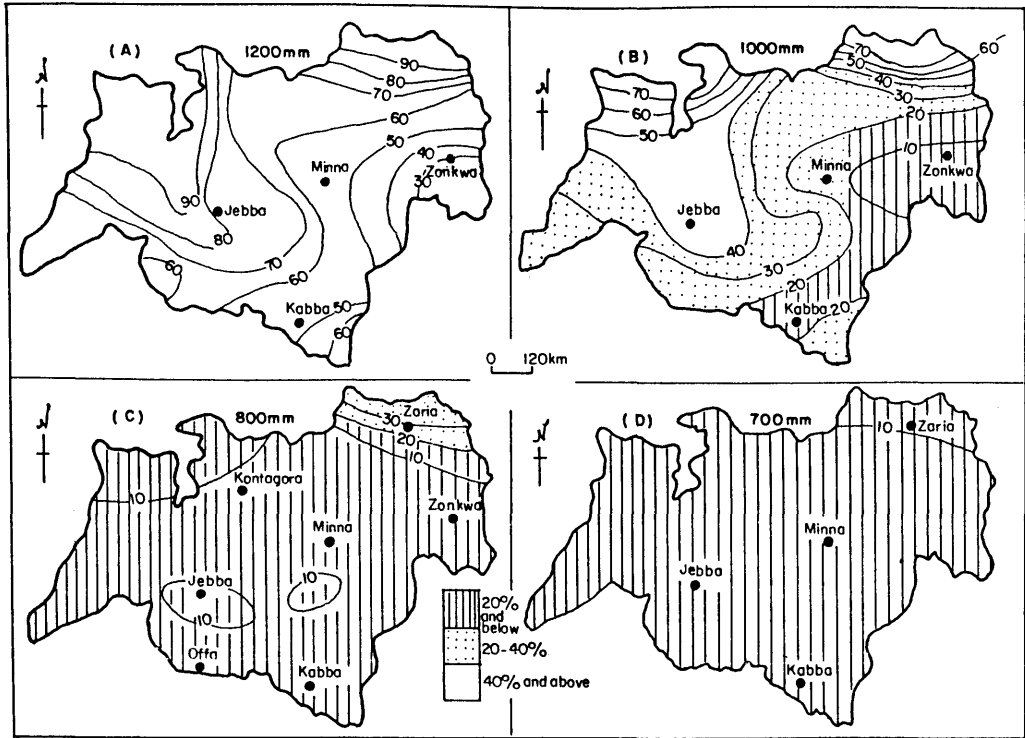 (A)
1200mm
90
80
70
60
50
40
30
Minna
Zonkwa
90
Jebba
80
70
60
60
Kabba
50
60
N
(B)
1000mm
60
70
50
40
30
20
10
70
60
50
Minna
Zonkwa
Jebba
40
30
20
Kabba
20
0 120km
(C)
800mm
Zaria
30
20
10
10
Kontagora
Zonkwa
Minna
10
Jebba
10
Offa
Kabba
20%
and
below
20-40%
40% and above
(D)
700mm
10
Zaria
Minna
Jebba
Kabba